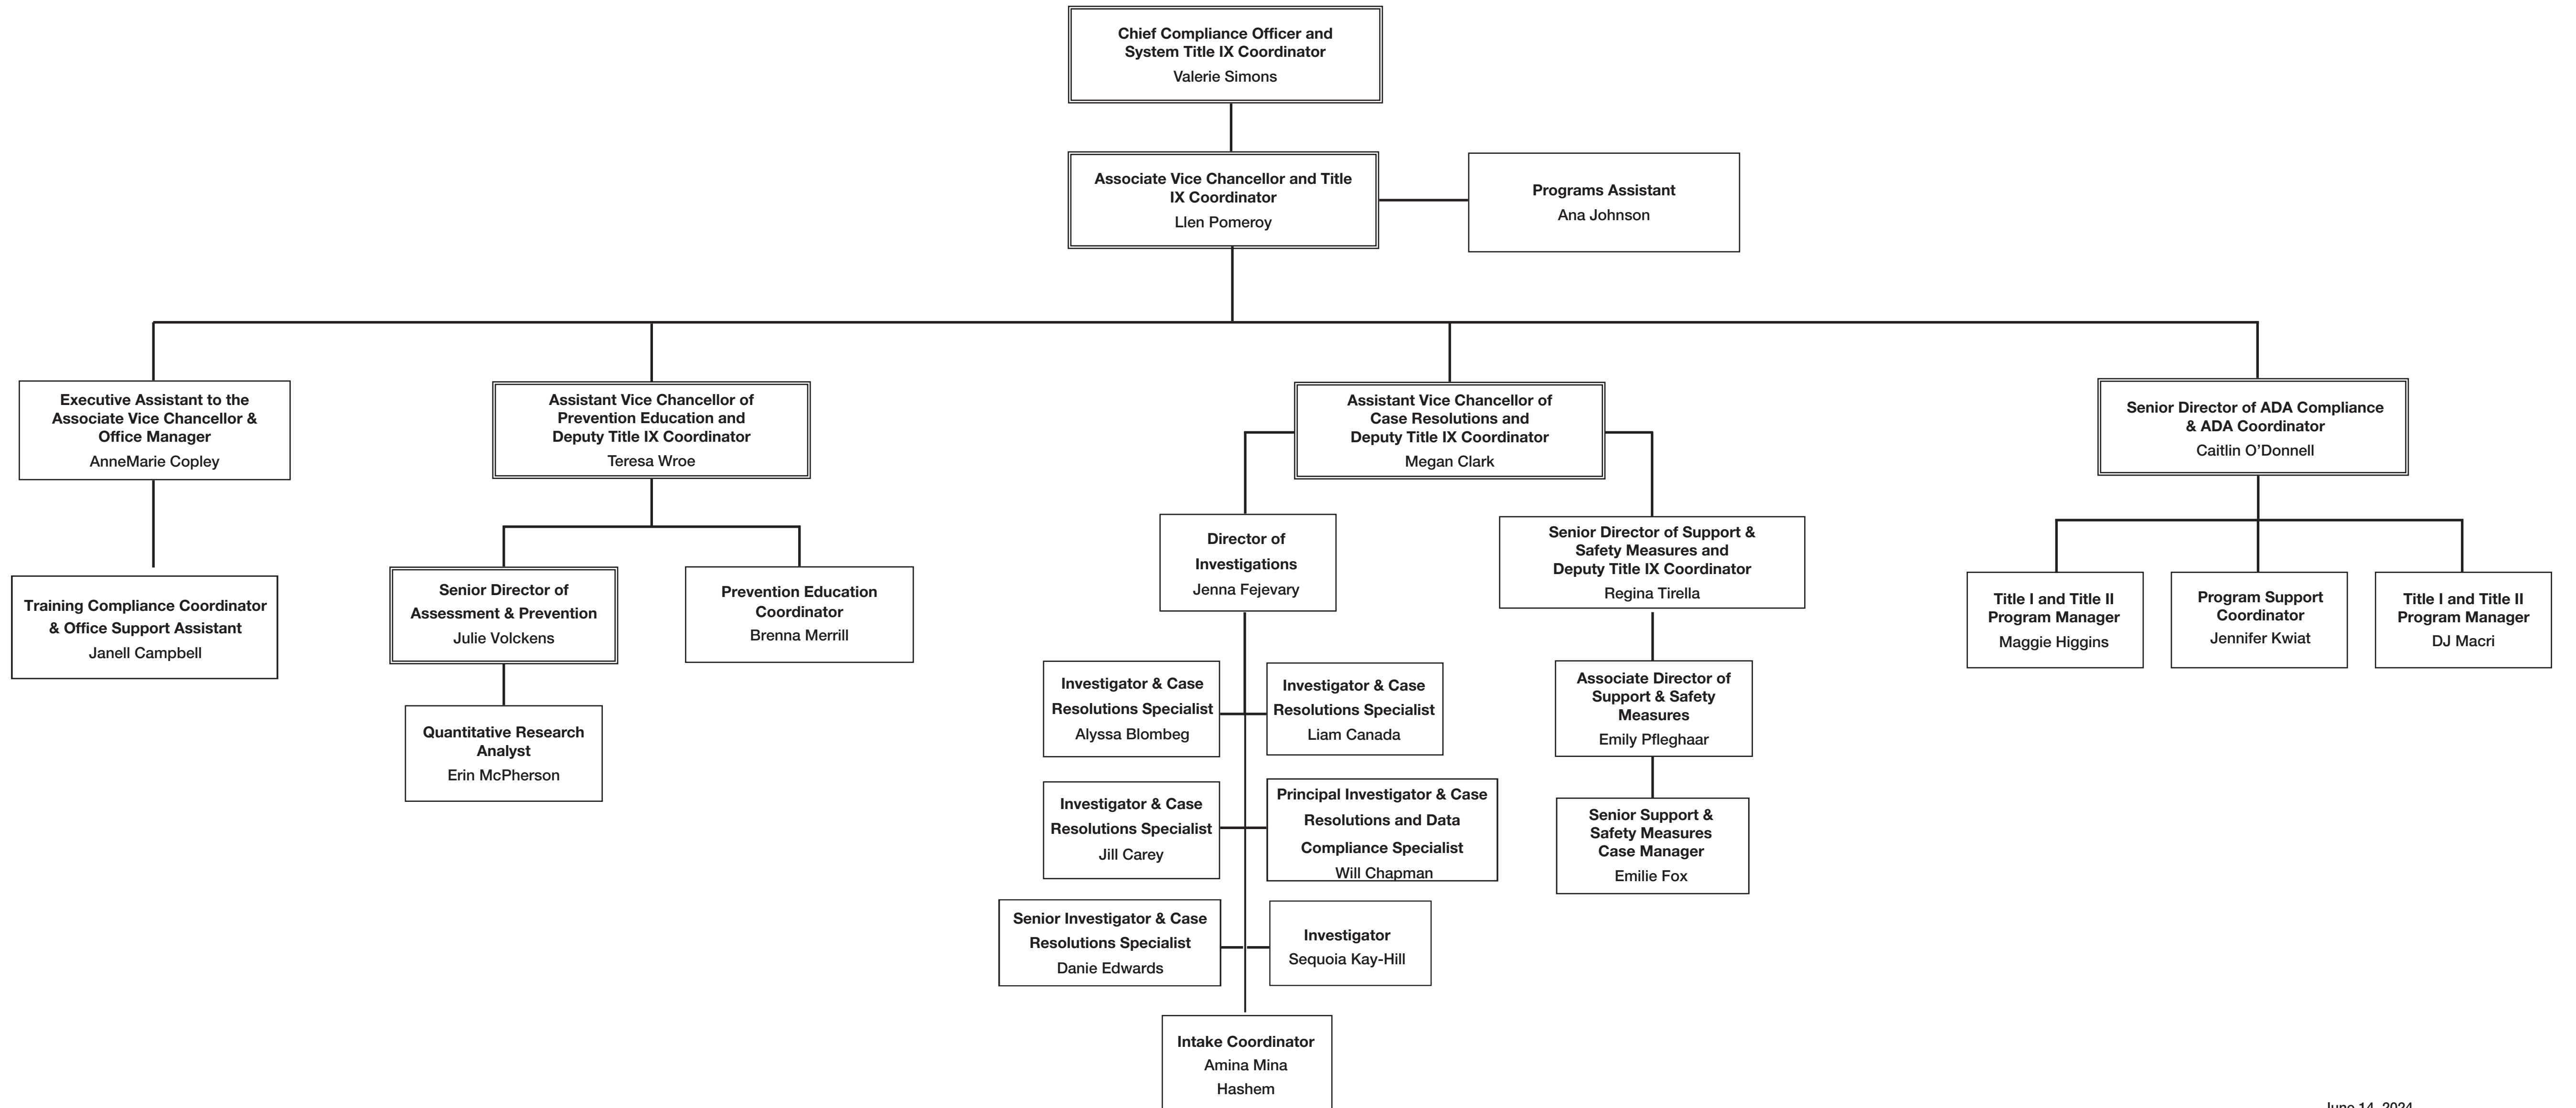 Chief Compliance Officer and
System Title IX Coordinator
Valerie Simons
Associate Vice Chancellor and Title
IX Coordinator
Llen Pomeroy
Programs Assistant
Ana Johnson
Executive Assistant to the
Associate Vice Chancellor &
Office Manager
AnneMarie Copley
Training Compliance Coordinator
& Office Support Assistant
Janell Campbell
Assistant Vice Chancellor of
Prevention Education and
Deputy Title IX Coordinator
Teresa Wroe
Senior Director of
Assessment & Prevention
Julie Volckens
Prevention Education
Coordinator
Brenna Merrill
Quantitative Research
Analyst
Erin McPherson
Assistant Vice Chancellor of
Case Resolutions and
Deputy Title IX Coordinator
Megan Clark
Director of
Investigations
Jenna Fejevary
Investigator & Case
Resolutions Specialist
Alyssa Blombeg
Investigator & Case
Resolutions Specialist
Liam Canada
Investigator & Case
Resolutions Specialist
Jill Carey
Principal Investigator & Case
Resolutions and Data
Compliance Specialist
Will Chapman
Senior Investigator & Case
Resolutions Specialist
Danie Edwards
Investigator
Sequoia Kay-Hill
Intake Coordinator
Amina Mina
Hashem
Senior Director of Support &
Safety Measures and
Deputy Title IX Coordinator
Regina Tirella
Associate Director of
Support & Safety
Measures
Emily Pfleghaar
Senior Support &
Safety Measures
Case Manager
Emilie Fox
Senior Director of ADA Compliance
& ADA Coordinator
Caitlin O’Donnell
Title I and Title II
Program Manager
Maggie Higgins
Program Support
Coordinator
Jennifer Kwiat
Title I and Title II
Program Manager
DJ Macri
June 14, 2024